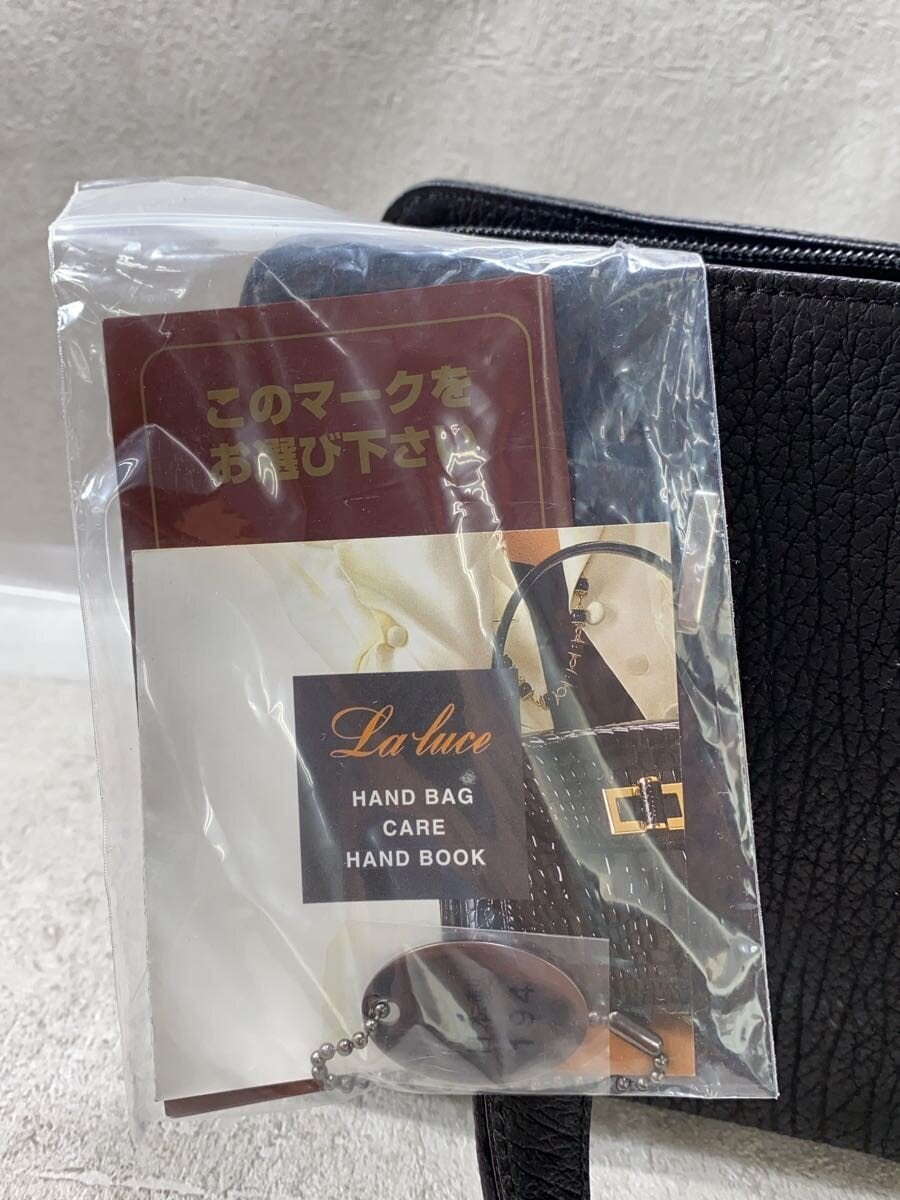 このマークを
お選び下さい
La luce
HAND BAG
CARE
HAND BOOK
194